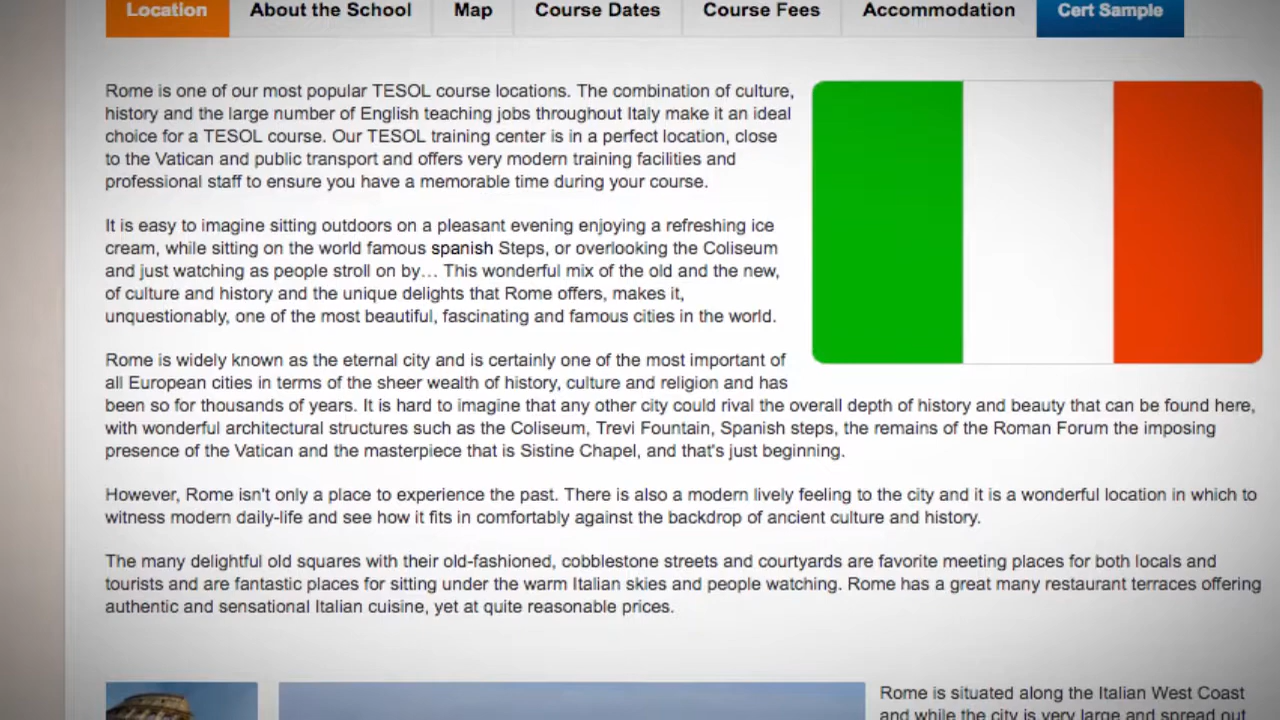 Location
About the School
Map
Course Dates
Course Fees
Accommodation
Cert Sample
Rome is one of our most popular TESOL course locations. The combination of culture,
history and the large number of English teaching jobs throughout Italy make it an ideal
choice for a TESOL course. Our TESOL training center is in a perfect location, close
to the Vatican and public transport and offers very modern training facilities and
professional staff to ensure you have a memorable time during your course.
It is easy to imagine sitting outdoors on a pleasant evening enjoying a refreshing ice
cream, while sitting on the world famous spanish Steps, or overlooking the Coliseum
and just watching as people stroll on by… This wonderful mix of the old and the new,
of culture and history and the unique delights that Rome offers, makes it,
unquestionably, one of the most beautiful, fascinating and famous cities in the world.
Rome is widely known as the eternal city and is certainly one of the most important of
all European cities in terms of the sheer wealth of history, culture and religion and has
been so for thousands of years. It is hard to imagine that any other city could rival the overall depth of history and beauty that can be found here,
with wonderful architectural structures such as the Coliseum, Trevi Fountain, Spanish steps, the remains of the Roman Forum the imposing
presence of the Vatican and the masterpiece that is Sistine Chapel, and that's just beginning.
However, Rome isn't only a place to experience the past. There is also a modern lively feeling to the city and it is a wonderful location in which to
witness modern daily-life and see how it fits in comfortably against the backdrop of ancient culture and history.
The many delightful old squares with their old-fashioned, cobblestone streets and courtyards are favorite meeting places for both locals and
tourists and are fantastic places for sitting under the warm Italian skies and people watching. Rome has a great many restaurant terraces offering
authentic and sensational Italian cuisine, yet at quite reasonable prices.
Rome is situated along the Italian West Coast
and while the city is very large and spread out